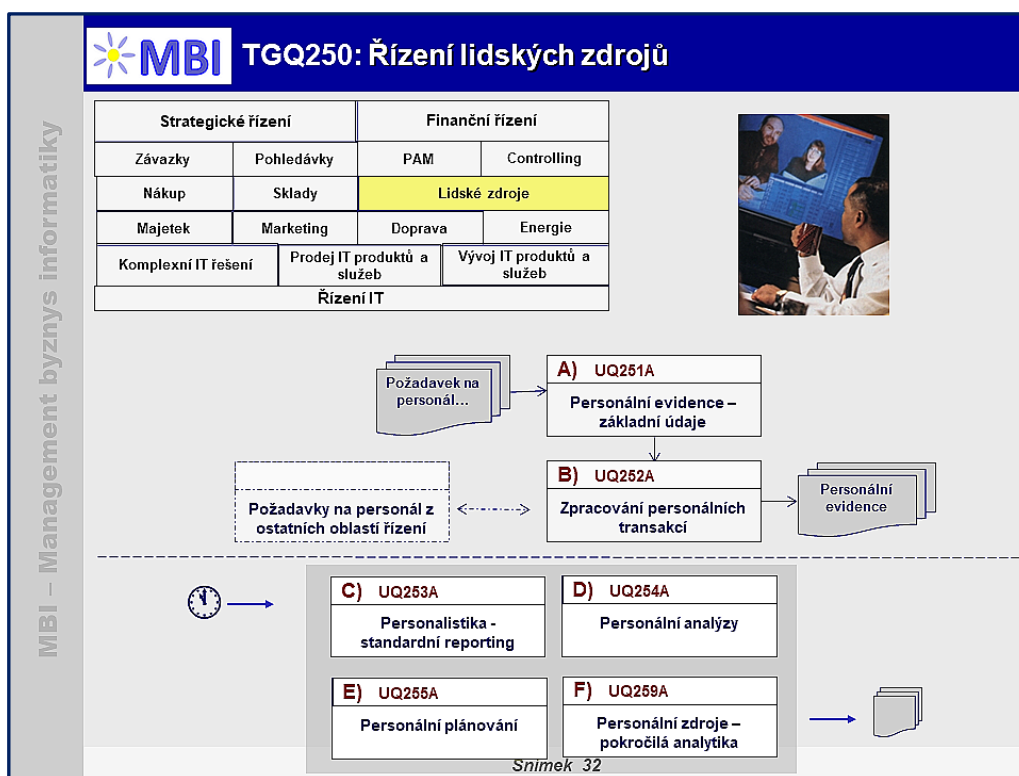 MBI TGQ250: Řízení lidských zdrojů
MBI – Management byznys informatiky
Strategické řízení Finanční řízení
Závazky Pohledávky PAM Controlling
Nákup Sklady Lidské zdroje
Majetek Marketing Doprava Energie
Komplexní IT řešení Prodej IT produktů a
služeb Vývoj IT produktů a
služeb
Řízení IT
Požadavek na
personál...
A) UQ251A
Personální evidence –
základní údaje
B) UQ252A
Zpracování personálních
transakcí
Požadavky na personál z
ostatních oblastí řízení
Personální
evidence
C) UQ253A
Personalistika -
standardní reporting
D) UQ254A
Personální analýzy
E) UQ255A
Personální plánování
F) UQ259A
Personální zdroje –
pokročilá analytika
Snímek 32